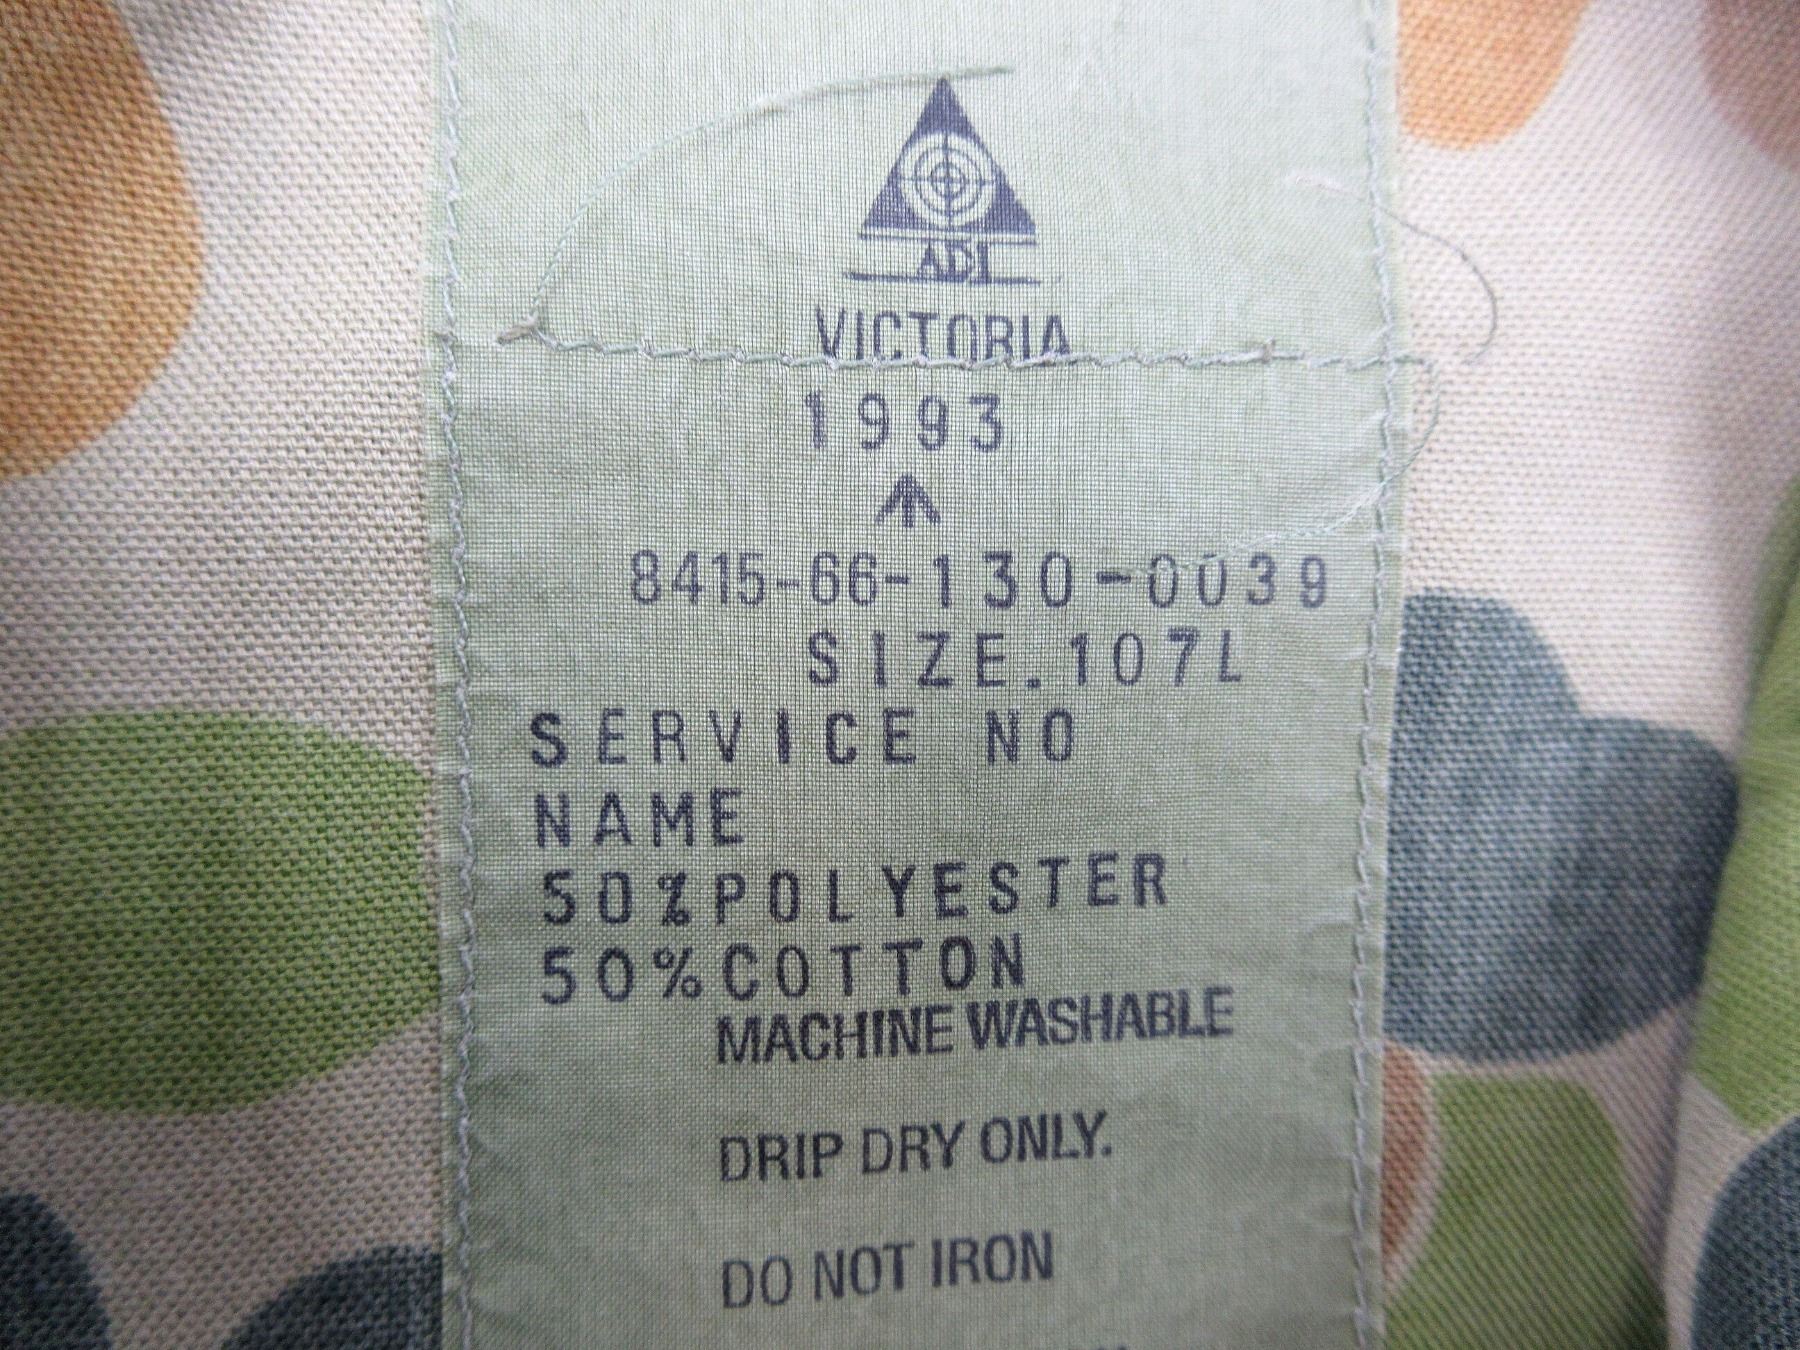 ADI
VICTORIA
1993
8415-66-130-0039
SIZE.107L
SERVICE NO
NAME
50%POLYESTER
50%COTTON
MACHINE WASHABLE
DRIP DRY ONLY.
DO NOT IRON